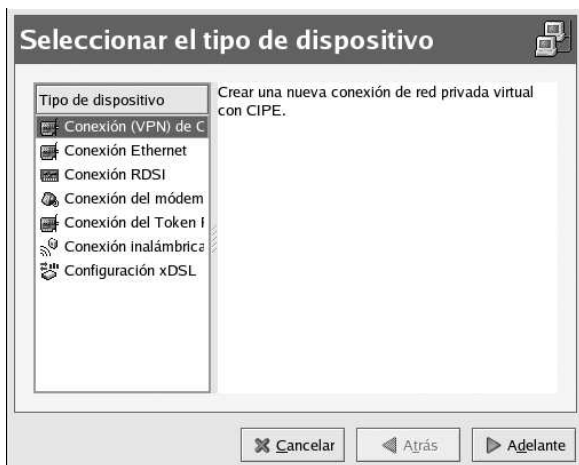 Seleccionar el tipo de dispositivo
Tipo de dispositivo
Conexión (VPN) de C
Conexión Ethernet
Conexión RDSI
Conexión del módem
Conexión del Token
Conexión inalámbrica
Configuración xDSL
Crear una nueva conexión de red privada virtual
con CIPE.
Cancelar
Atrás
Adelante